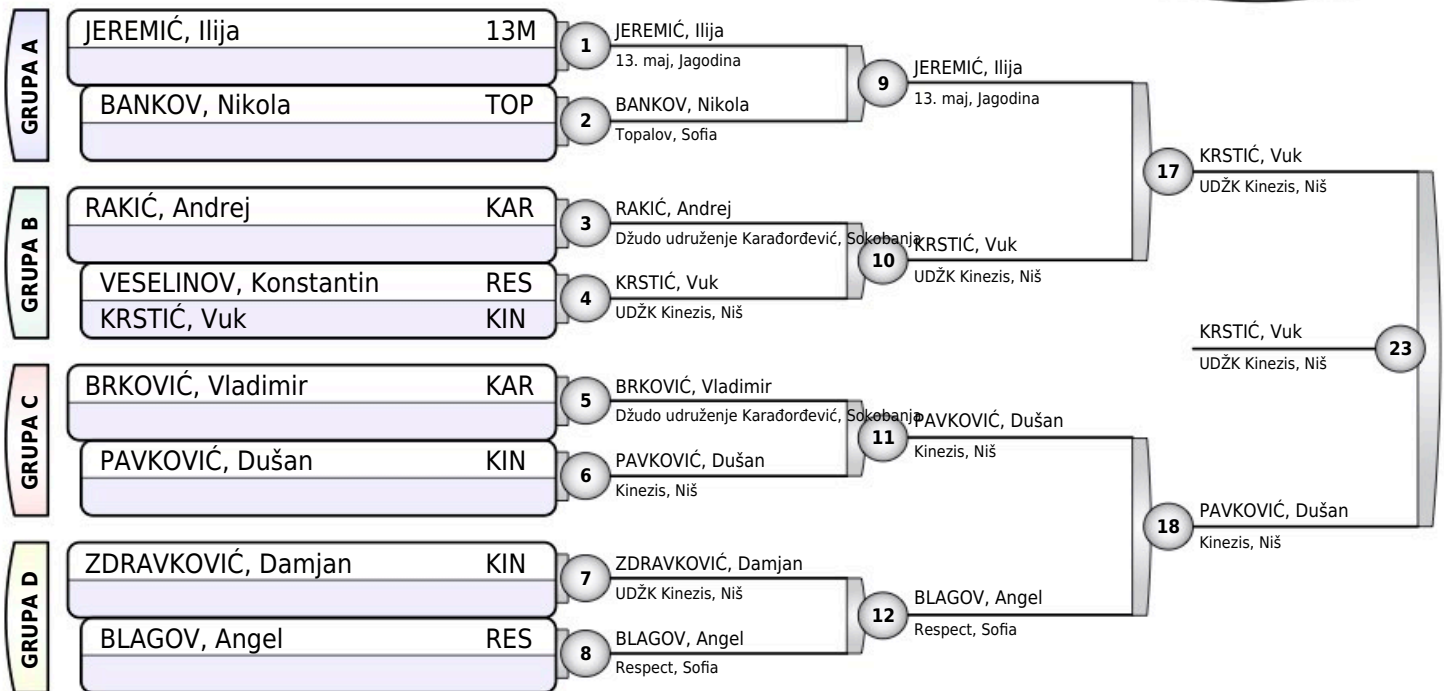 GRUPA A
JEREMIĆ, Ilija 13M
BANKOV, Nikola TOP
GRUPA B
RAKIĆ, Andrej KAR
VESELINOV, Konstantin RES
KRSTIĆ, Vuk KIN
GRUPA C
BRKOVIĆ, Vladimir KAR
PAVKOVIĆ, Dušan KIN
GRUPA D
ZDRAVKOVIĆ, Damjan KIN
BLAGOV, Angel RES
1
JEREMIĆ, Ilija
13. maj, Jagodina
2
BANKOV, Nikola
Topalov, Sofia
3
RAKIĆ, Andrej
Džudo udruženje Karađorđević, Sokobanja
4
KRSTIĆ, Vuk
UDŽK Kinezis, Niš
5
BRKOVIĆ, Vladimir
Džudo udruženje Karađorđević, Sokobanja
6
PAVKOVIĆ, Dušan
Kinezis, Niš
7
ZDRAVKOVIĆ, Damjan
UDŽK Kinezis, Niš
8
BLAGOV, Angel
Respect, Sofia
9
JEREMIĆ, Ilija
13. maj, Jagodina
10
KRSTIĆ, Vuk
UDŽK Kinezis, Niš
11
PAVKOVIĆ, Dušan
Kinezis, Niš
12
BLAGOV, Angel
Respect, Sofia
17
KRSTIĆ, Vuk
UDŽK Kinezis, Niš
18
PAVKOVIĆ, Dušan
Kinezis, Niš
KRSTIĆ, Vuk
UDŽK Kinezis, Niš
23